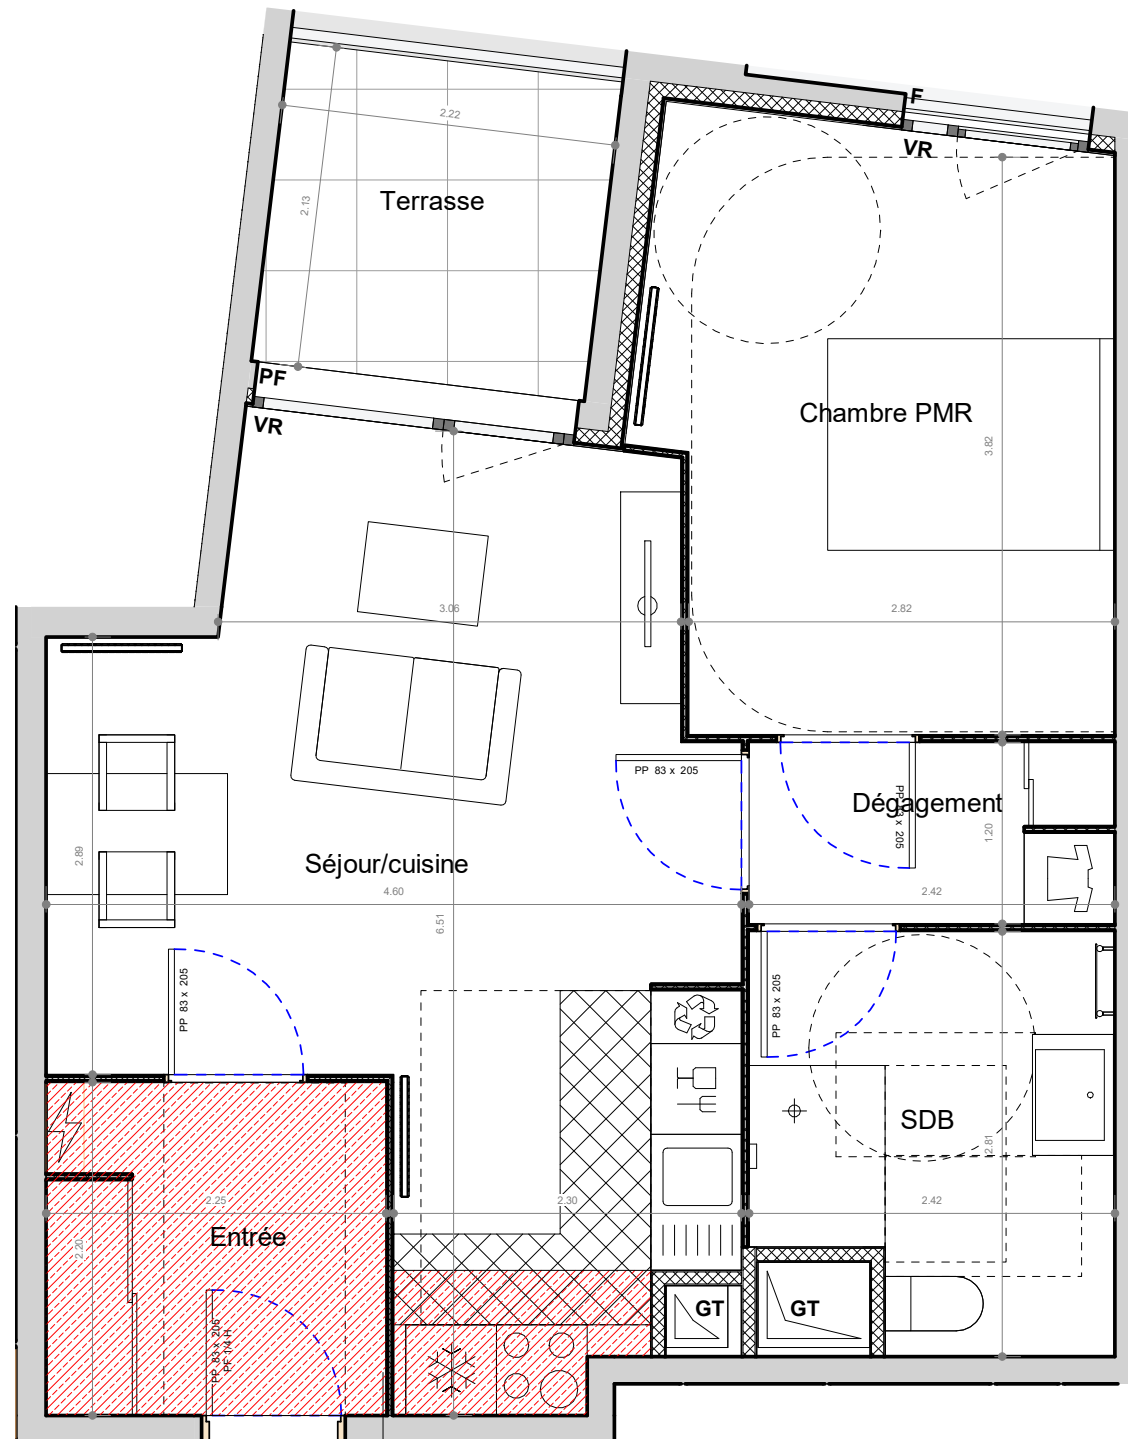 F
VR
2.22
Terrasse
2.13
PF
VR
Chambre PMR
3.82
3.06
2.82
PP 83 x 205
PP 83 x 205
Dégagement
1.20
2.89
Séjour/cuisine
4.60
6.51
2.42
PP 83 x 205
PP 83 x 205
SDB
2.81
2.25
2.30
2.42
Entrée
2.20
GT
GT
PP 83 x 205
PF 1/4 H